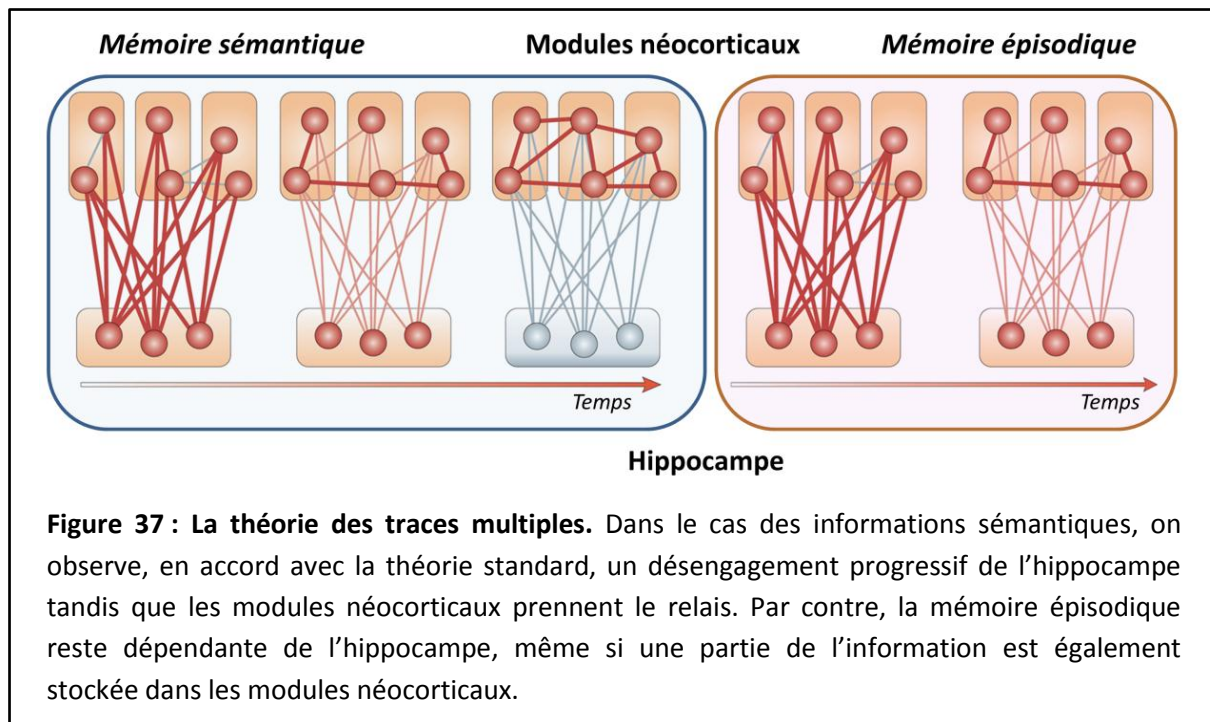 Mémoire sémantique
Modules néocorticaux
Mémoire épisodique
Temps
Temps
Hippocampe
Figure 37 : La théorie des traces multiples. Dans le cas des informations sémantiques, on
observe, en accord avec la théorie standard, un désengagement progressif de l’hippocampe
tandis que les modules néocorticaux prennent le relais. Par contre, la mémoire épisodique
reste dépendante de l’hippocampe, même si une partie de l’information est également
stockée dans les modules néocorticaux.